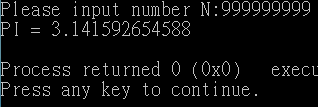 Please input number N:999999999
PI = 3.141592654588
Process returned 0 (0x0) execu
Press any key to continue.